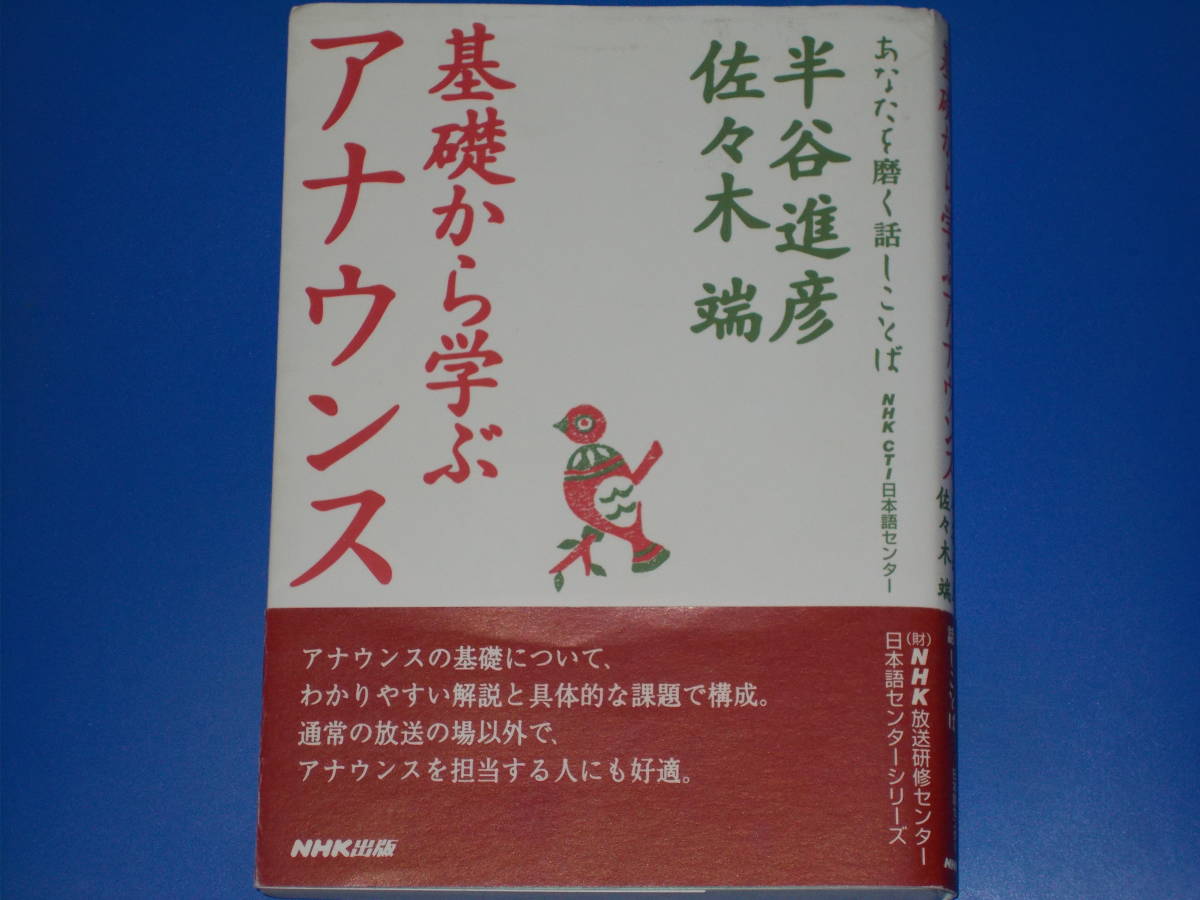 あなたを磨く話しことば
NHK CTI日本語センター
半谷進彦
佐々木 端
基礎から学ぶ
アナウンス
アナウンスの基礎について、
わかりやすい解説と具体的な課題で構成。
通常の放送の場以外で、
アナウンスを担当する人にも好適。
(財)NHK放送研修センター
日本語センターシリーズ
NHK出版
佐々木 端